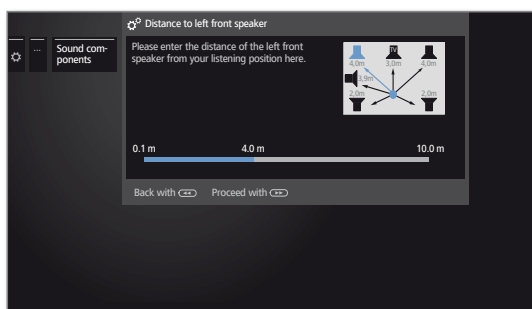 Distance to left front speaker
...
Sound com-
ponents
Please enter the distance of the left front
speaker from your listening position here.
TV
4,0m 3,0m 4,0m
3,9m
2,0m 2,0m
0.1 m 4.0 m 10.0 m
Back with Proceed with